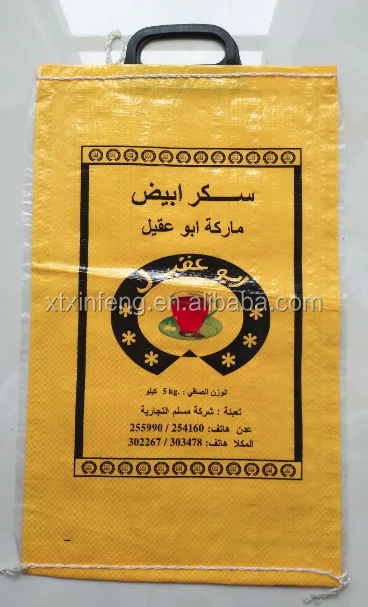 سكر ابيض
ماركة ابو عقيل
ابو عقيل
xtxinfeng.en.alibaba.com
الوزن الصافي : .5 kg كيلو
تعبئة : شركة مسلم التجارية
عدن هاتف: 254160 / 255990
المكلا هاتف: 303478 / 302267